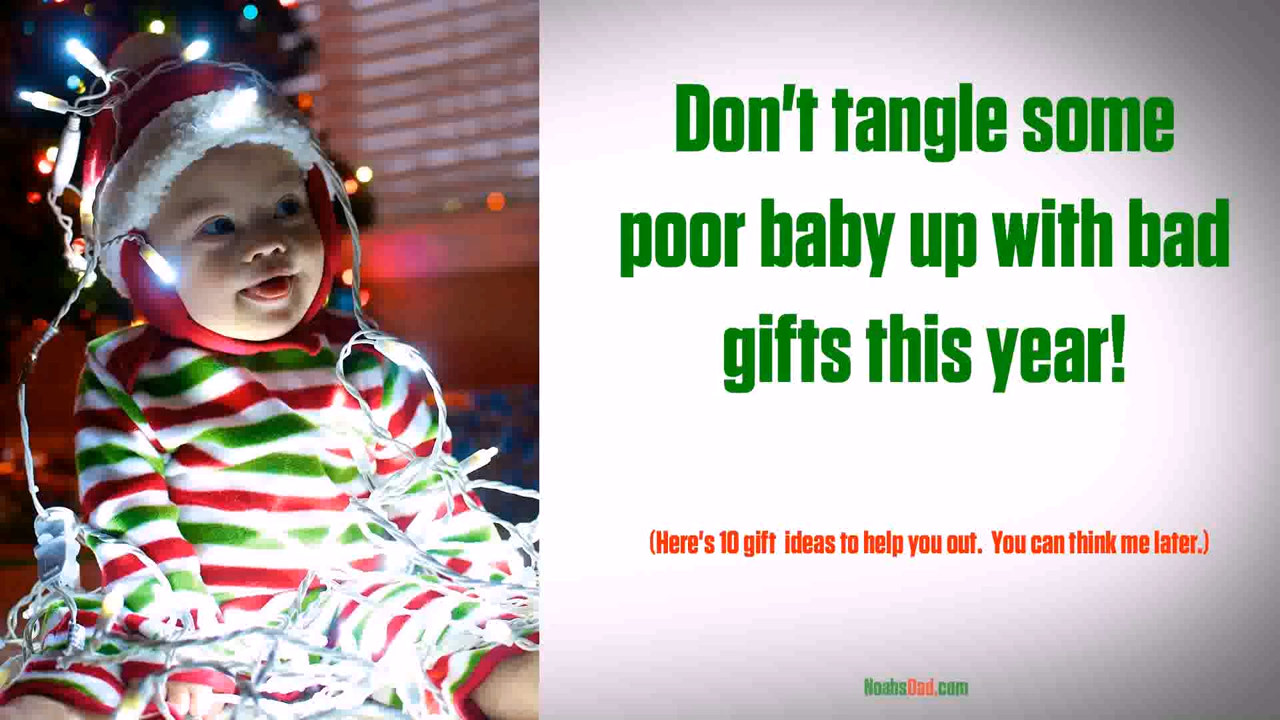 Don't tangle some
poor baby up with bad
gifts this year!
(Here's 10 gift ideas to help you out. You can think me later.)
NoahsDad.com